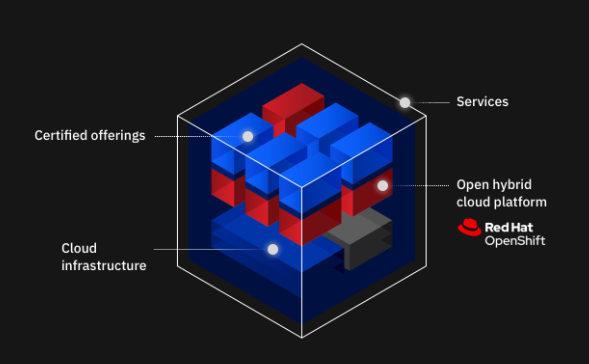 Services
Certified offerings
Open hybrid
cloud platform
Red Hat
OpenShift
Cloud
infrastructure